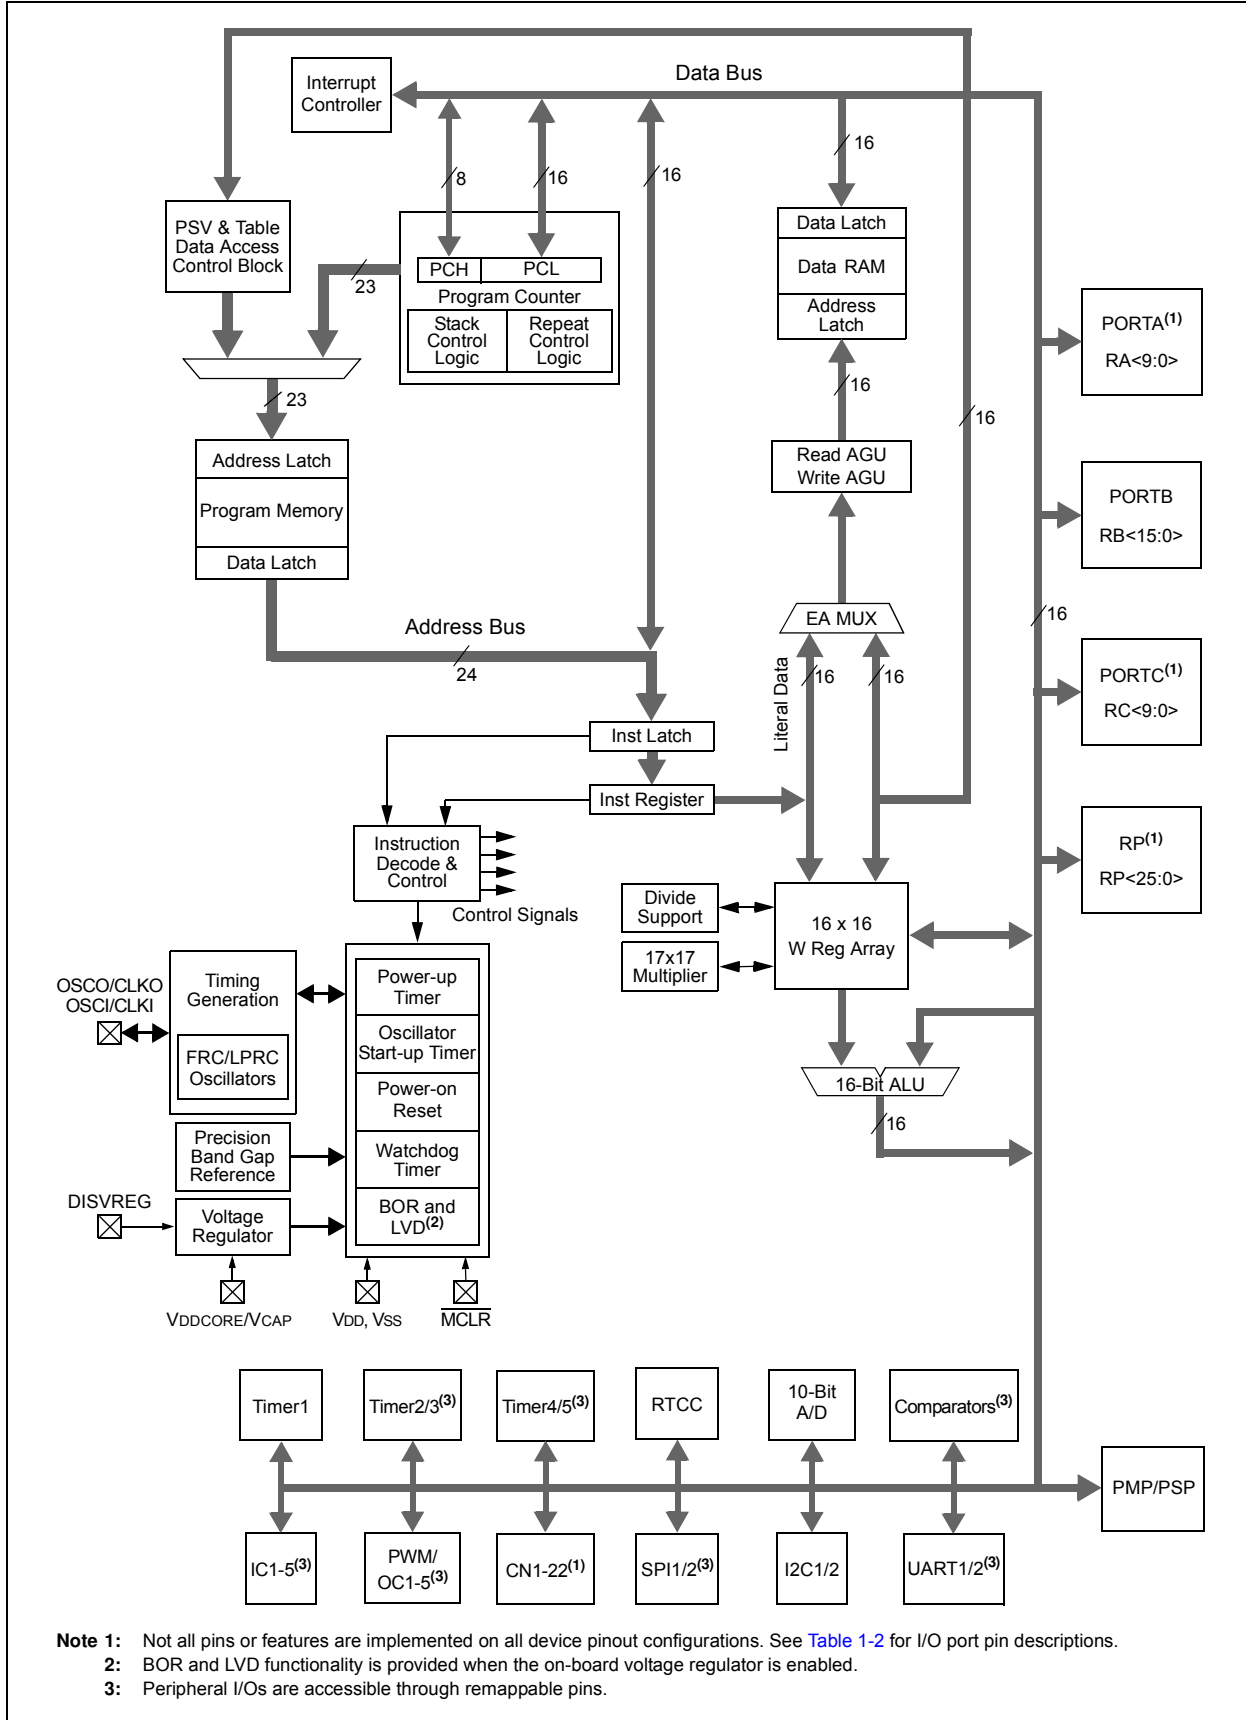 Data Bus
Interrupt
Controller
8
16
16
16
PSV & Table
Data Access
Control Block
23
PCH
PCL
Program Counter
Stack
Control
Logic
Repeat
Control
Logic
Data Latch
Data RAM
Address
Latch
PORTA(1)
RA<9:0>
23
16
16
Address Latch
Program Memory
Data Latch
Read AGU
Write AGU
PORTB
RB<15:0>
EA MUX
16
Address Bus
24
Literal Data
16
16
PORTC(1)
RC<9:0>
Inst Latch
Inst Register
Instruction
Decode &
Control
Control Signals
RP(1)
RP<25:0>
Divide
Support
17x17
Multiplier
16 x 16
W Reg Array
OSCO/CLKO
OSCI/CLKI
Timing
Generation
FRC/LPRC
Oscillators
Power-up
Timer
Oscillator
Start-up Timer
Power-on
Reset
Watchdog
Timer
BOR and
LVD(2)
16-Bit ALU
16
Precision
Band Gap
Reference
DISVREG
Voltage
Regulator
VDDCORE/VCAP
VDD, VSS
MCLR
Timer1
Timer2/3(3)
Timer4/5(3)
RTCC
10-Bit
A/D
Comparators(3)
PMP/PSP
IC1-5(3)
PWM/
OC1-5(3)
CN1-22(1)
SPI1/2(3)
I2C1/2
UART1/2(3)
Note 1: Not all pins or features are implemented on all device pinout configurations. See Table 1-2 for I/O port pin descriptions.
2: BOR and LVD functionality is provided when the on-board voltage regulator is enabled.
3: Peripheral I/Os are accessible through remappable pins.